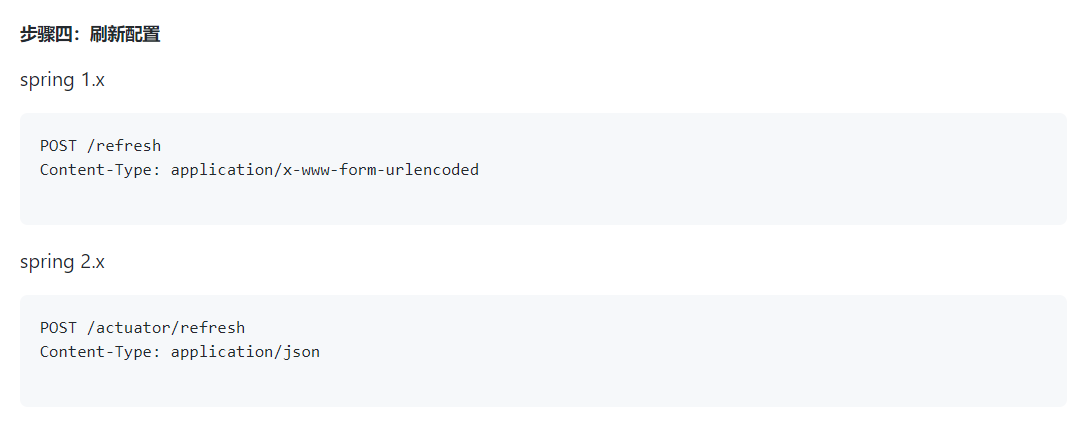 步骤四：刷新配置
spring 1.x
POST /refresh
Content-Type: application/x-www-form-urlencoded
spring 2.x
POST /actuator/refresh
Content-Type: application/json